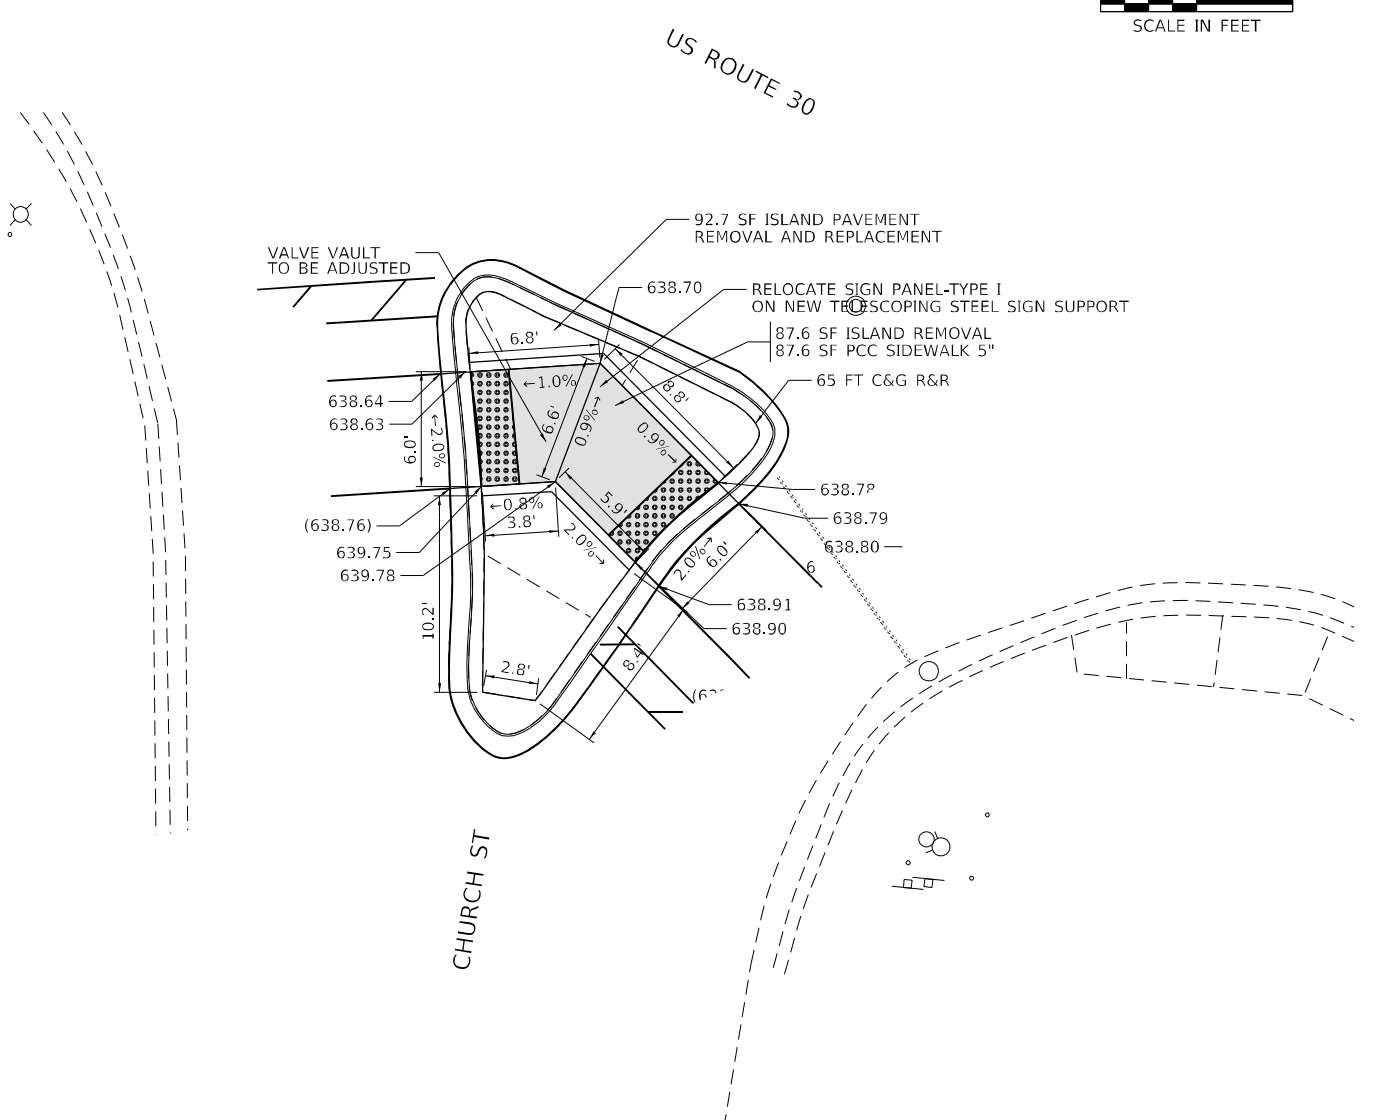 SCALE IN FEET
US ROUTE 30
92.7 SF ISLAND PAVEMENT
REMOVAL AND REPLACEMENT
VALVE VAULT
TO BE ADJUSTED
638.70
RELOCATE SIGN PANEL-TYPE I
ON NEW TELESCOPING STEEL SIGN SUPPORT
87.6 SF ISLAND REMOVAL
87.6 SF PCC SIDEWALK 5"
65 FT C&G R&R
6.8'
←1.0%
8.8'
638.64
638.63
←2.0%
6.0'
6.6'
0.9%→
0.9%→
5.9'
←0.8%
3.8'
2.0%→
(638.76)
639.75
639.78
638.79
638.80
2.0%→
6.0'
6
638.91
638.90
10.2'
2.8'
CHURCH ST